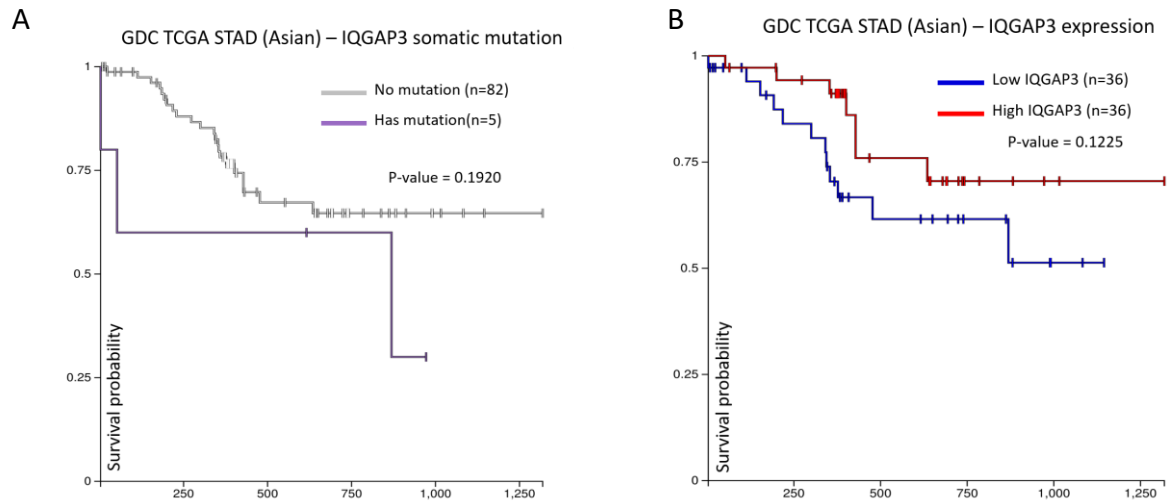 A
GDC TCGA STAD (Asian) – IQGAP3 somatic mutation
1
No mutation (n=82)
Has mutation(n=5)
P-value = 0.1920
0.75
0.5
0.25
0
Survival probability
250
500
750
1,000
1,250
B
GDC TCGA STAD (Asian) – IQGAP3 expression
1
Low IQGAP3 (n=36)
High IQGAP3 (n=36)
P-value = 0.1225
0.75
0.5
0.25
0
Survival probability
250
500
750
1,000
1,250